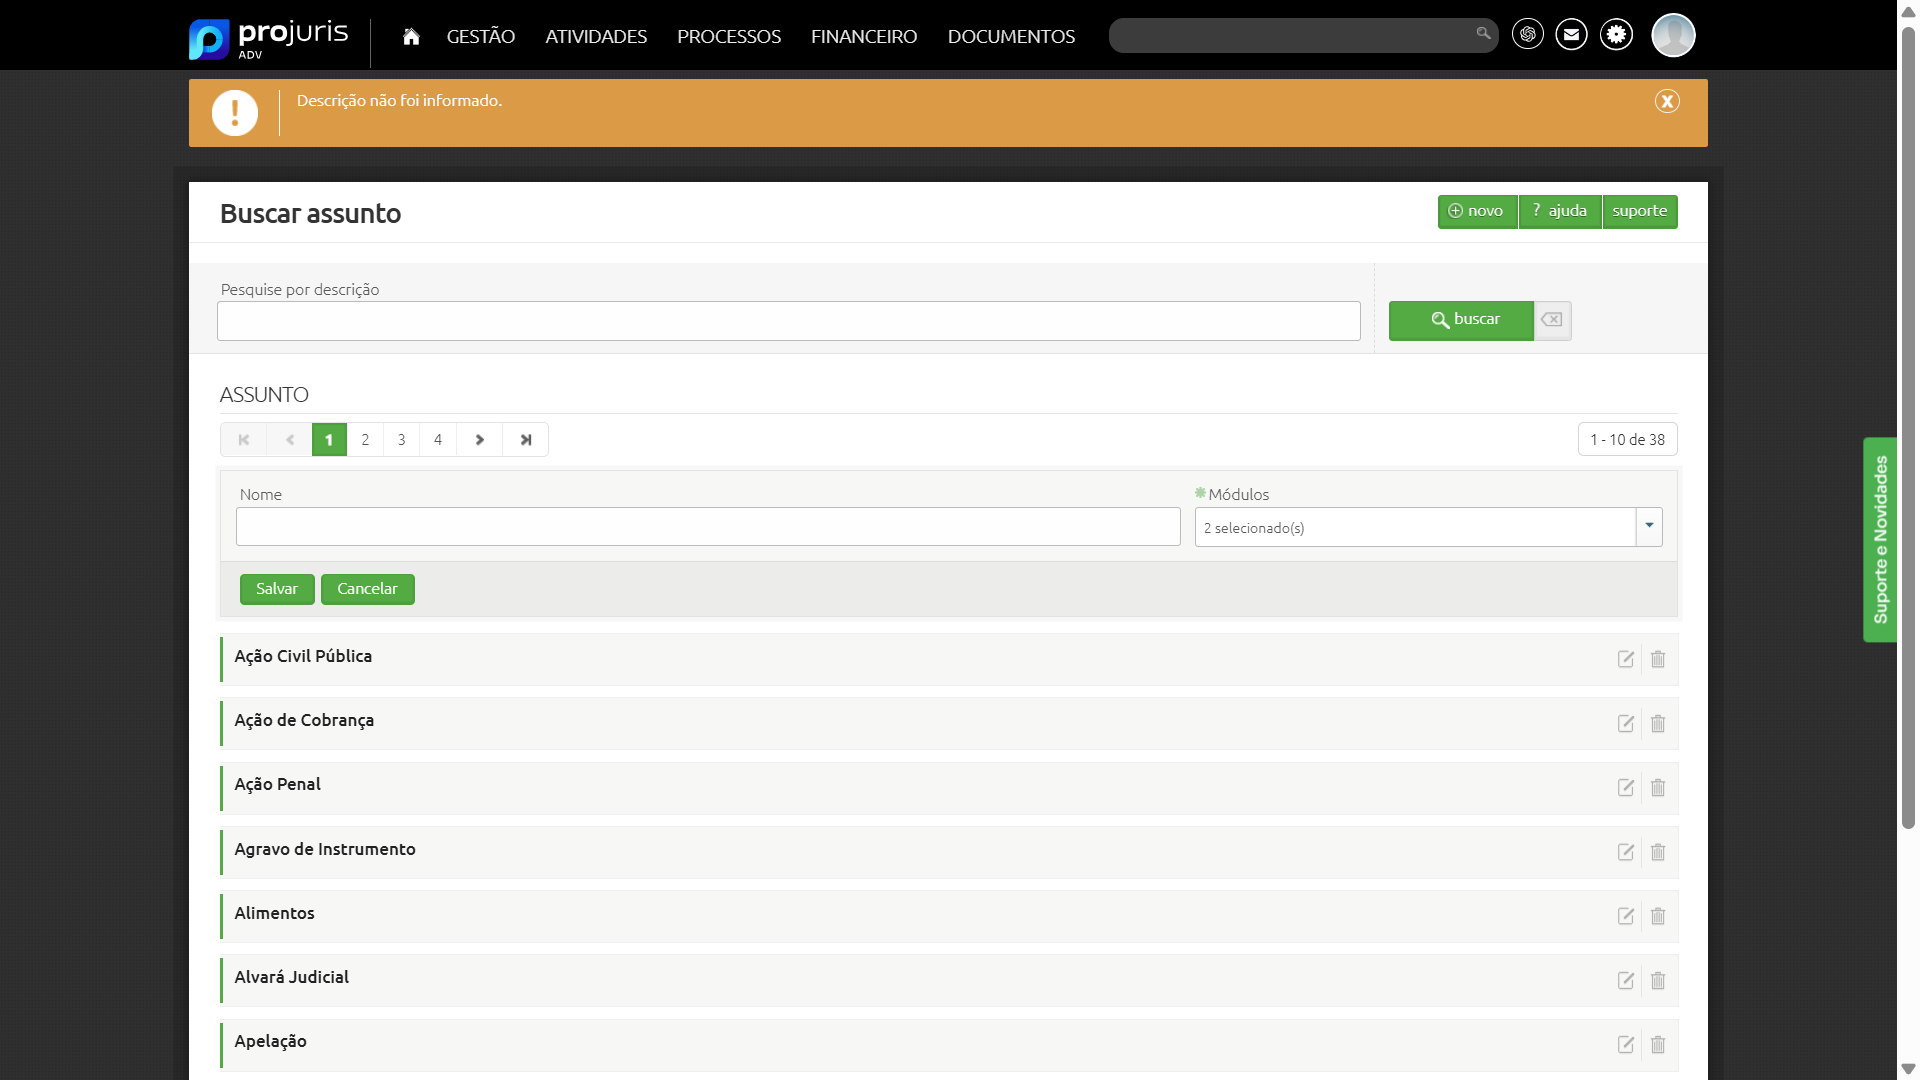 projuris
ADV
GESTÃO
ATIVIDADES
PROCESSOS
FINANCEIRO
DOCUMENTOS
Descrição não foi informado.
Buscar assunto
novo
? ajuda
suporte
Pesquise por descrição
buscar
ASSUNTO
1
2
3
4
1 - 10 de 38
Nome
Módulos
2 selecionado(s)
Salvar
Cancelar
Suporte e Novidades
Ação Civil Pública
Ação de Cobrança
Ação Penal
Agravo de Instrumento
Alimentos
Alvará Judicial
Apelação